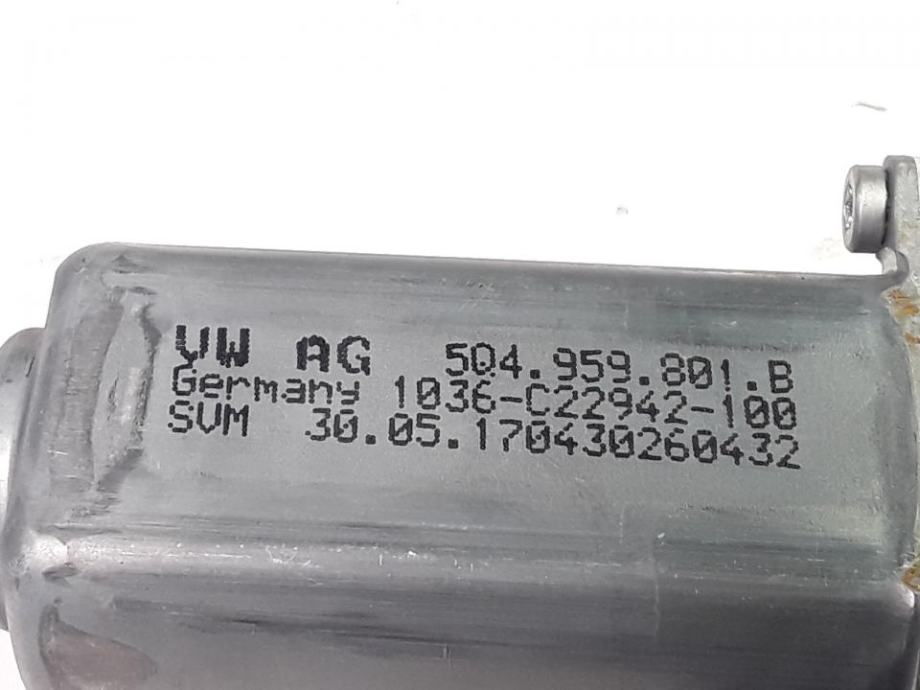 VW AG 5Q4.959.801.B
Germany 1036-C22942-100
SVM 30.05.170430260432